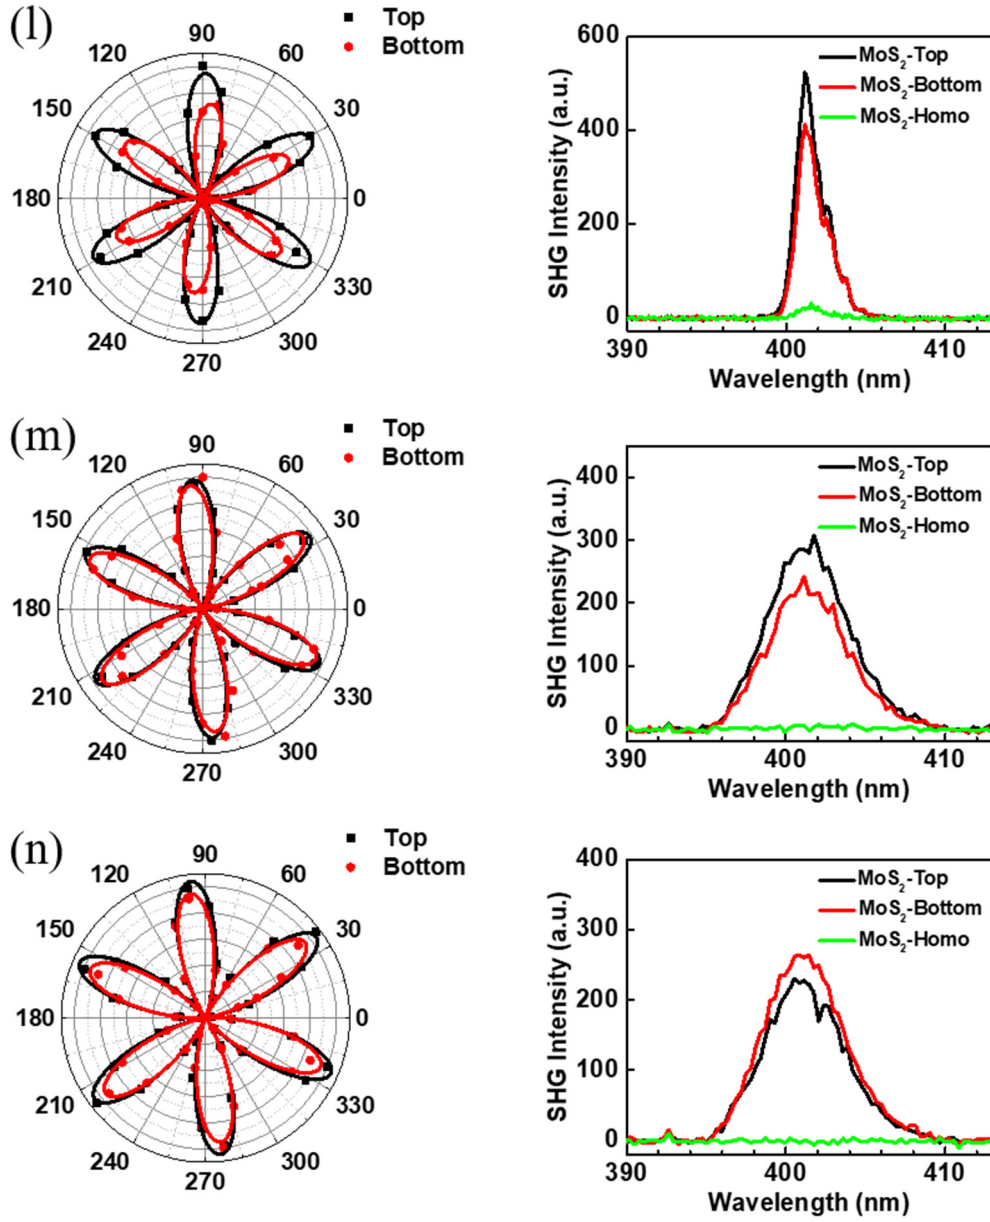 (l)
Top
Bottom
90
120
60
150
30
180
0
210
330
240
300
270
600
MoS₂-Top
MoS₂-Bottom
MoS₂-Homo
400
200
0
SHG Intensity (a.u.)
390
400
410
Wavelength (nm)
(m)
Top
Bottom
90
120
60
150
30
180
0
210
330
240
300
270
400
MoS₂-Top
MoS₂-Bottom
MoS₂-Homo
300
200
100
0
SHG Intensity (a.u.)
390
400
410
Wavelength (nm)
(n)
Top
Bottom
90
120
60
150
30
180
0
210
330
240
300
270
400
MoS₂-Top
MoS₂-Bottom
MoS₂-Homo
300
200
100
0
SHG Intensity (a.u.)
390
400
410
Wavelength (nm)